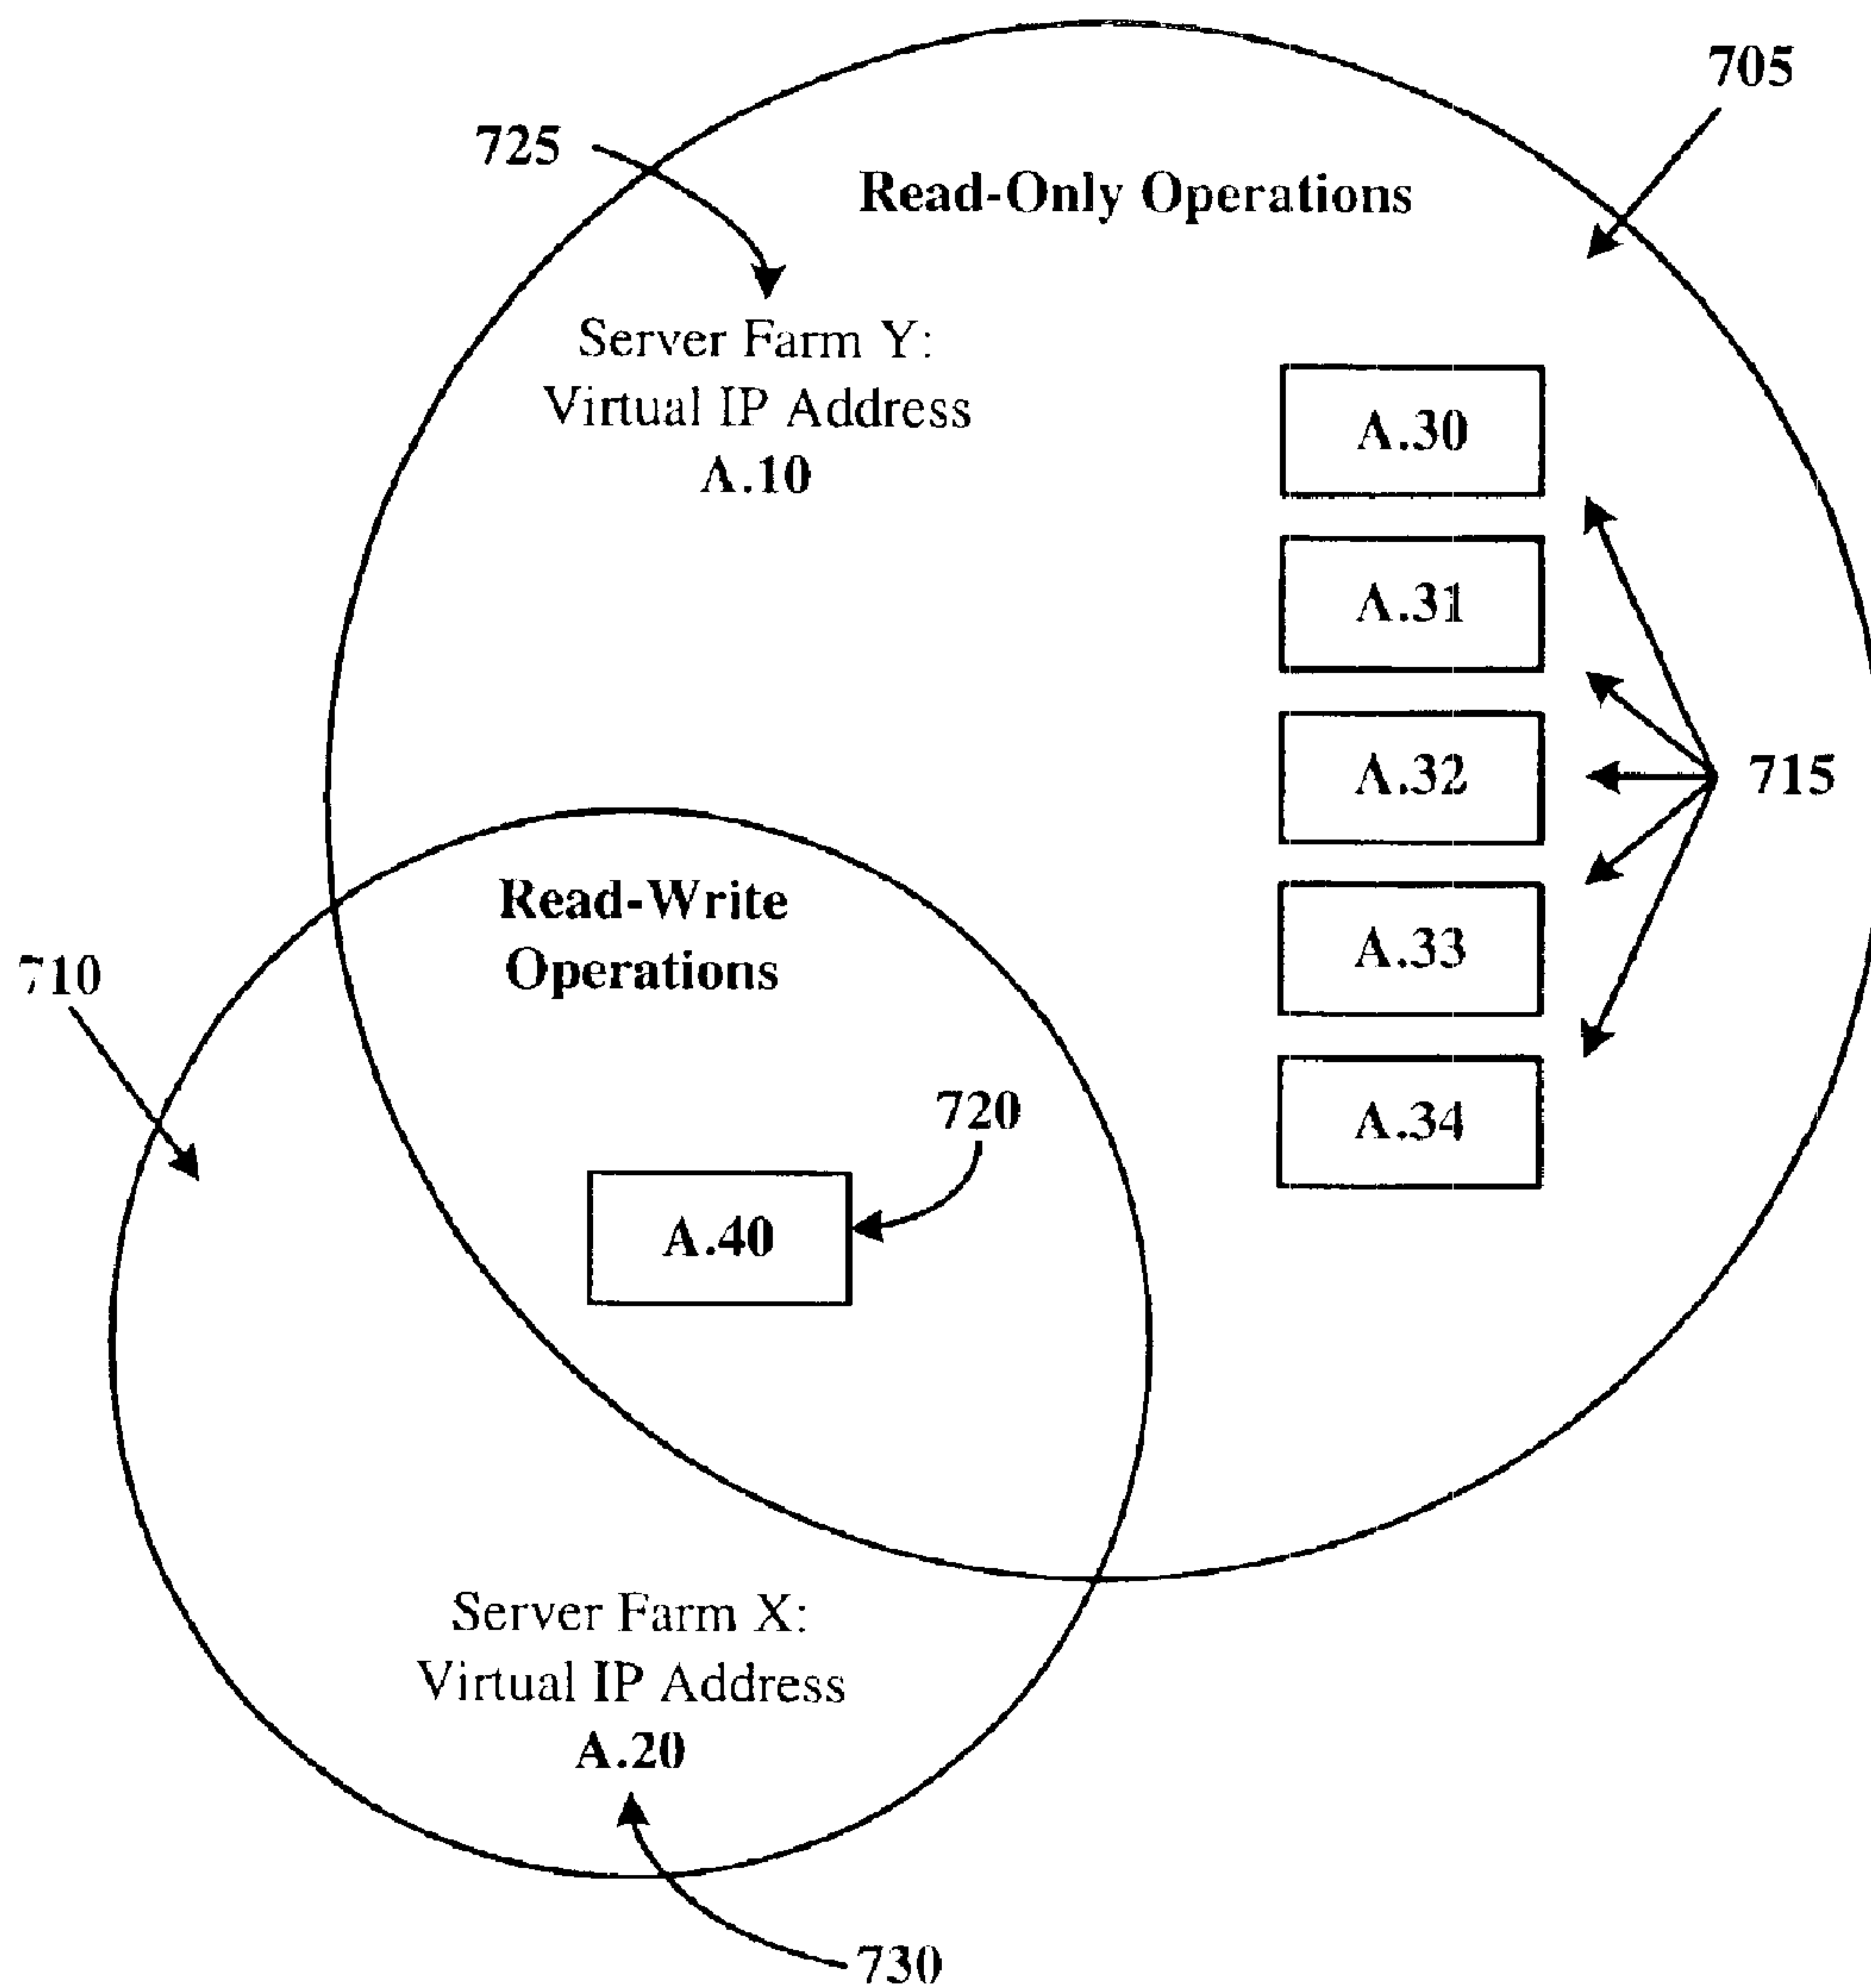 705
725
Read-Only Operations
Server Farm Y:
Virtual IP Address
A.10
A.30
A.31
A.32
715
A.33
A.34
Read-Write
Operations
710
720
A.40
Server Farm X:
Virtual IP Address
A.20
730